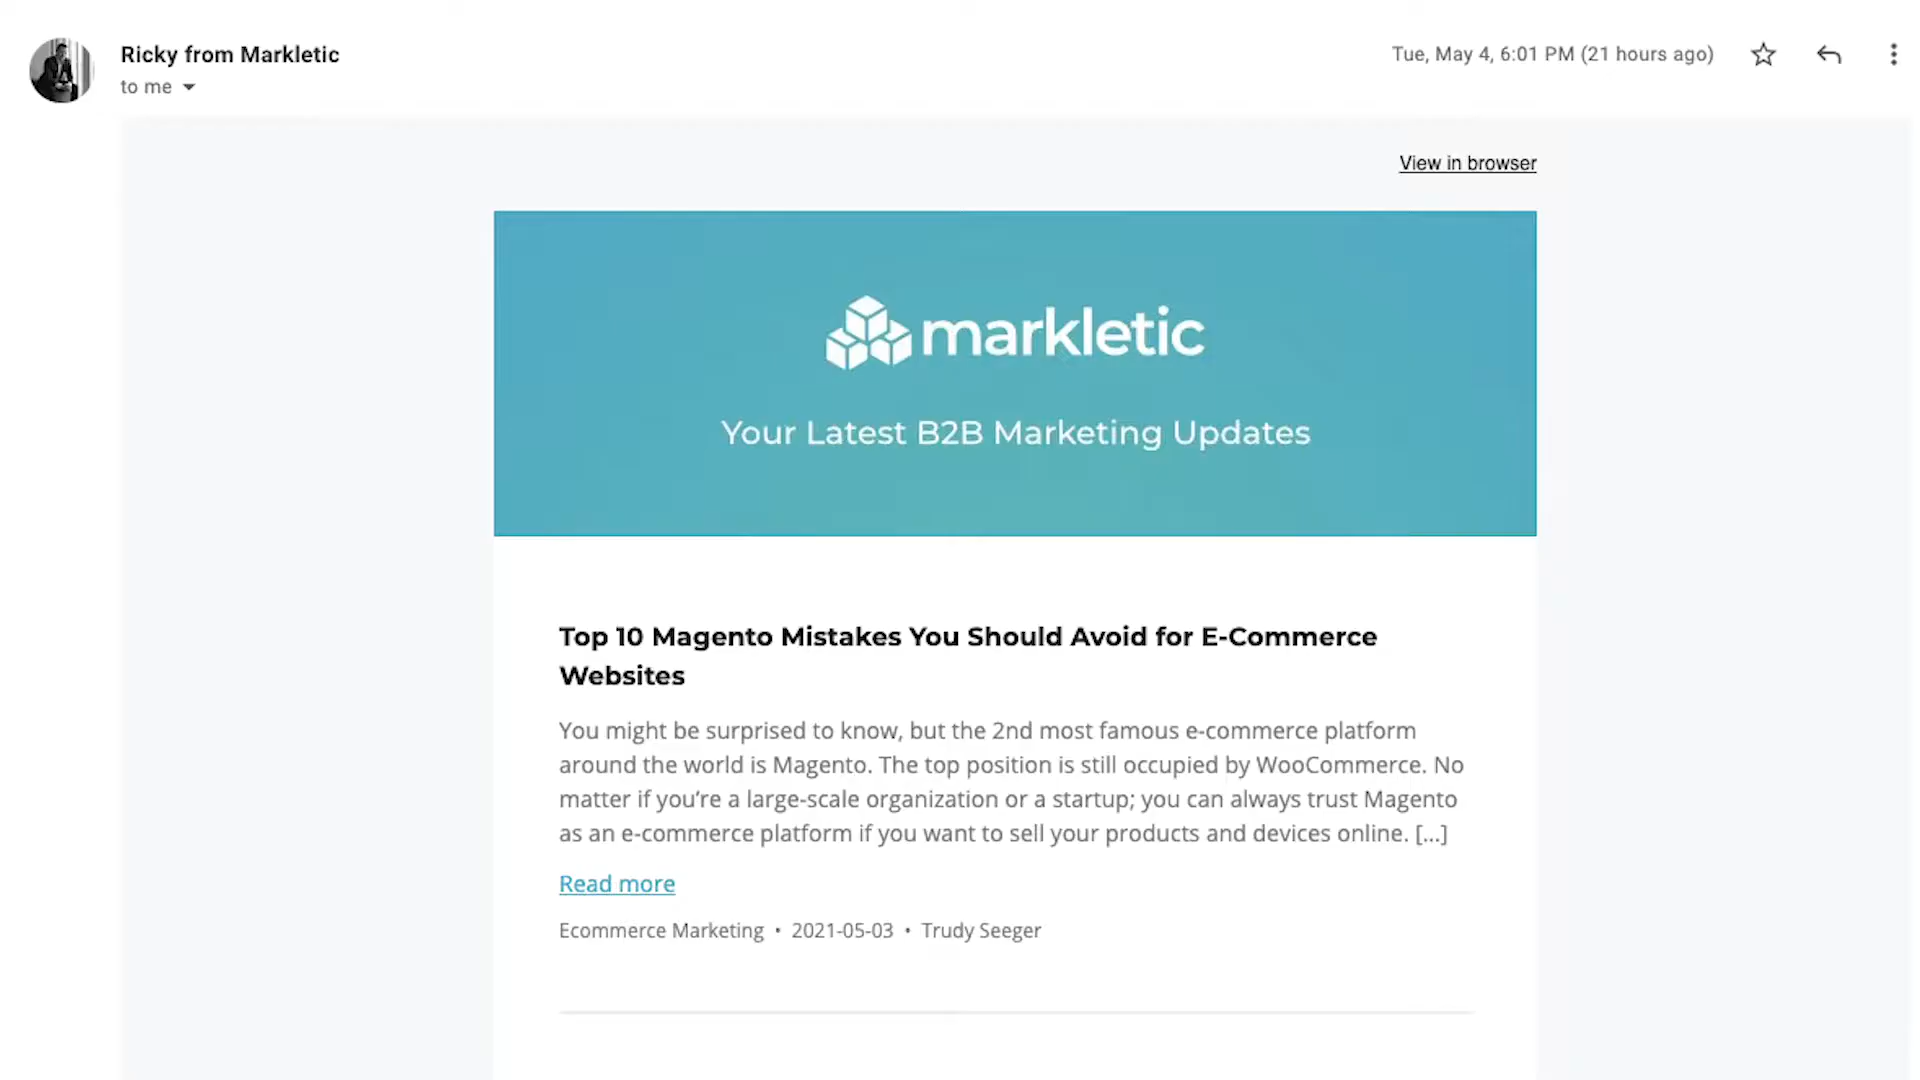 Ricky from Markletic
Tue, May 4, 6:01 PM (21 hours ago)
to me
View in browser
markletic
Your Latest B2B Marketing Updates
Top 10 Magento Mistakes You Should Avoid for E-Commerce
Websites
You might be surprised to know, but the 2nd most famous e-commerce platform
around the world is Magento. The top position is still occupied by WooCommerce. No
matter if you’re a large-scale organization or a startup; you can always trust Magento
as an e-commerce platform if you want to sell your products and devices online. [...]
Read more
Ecommerce Marketing • 2021-05-03 • Trudy Seeger